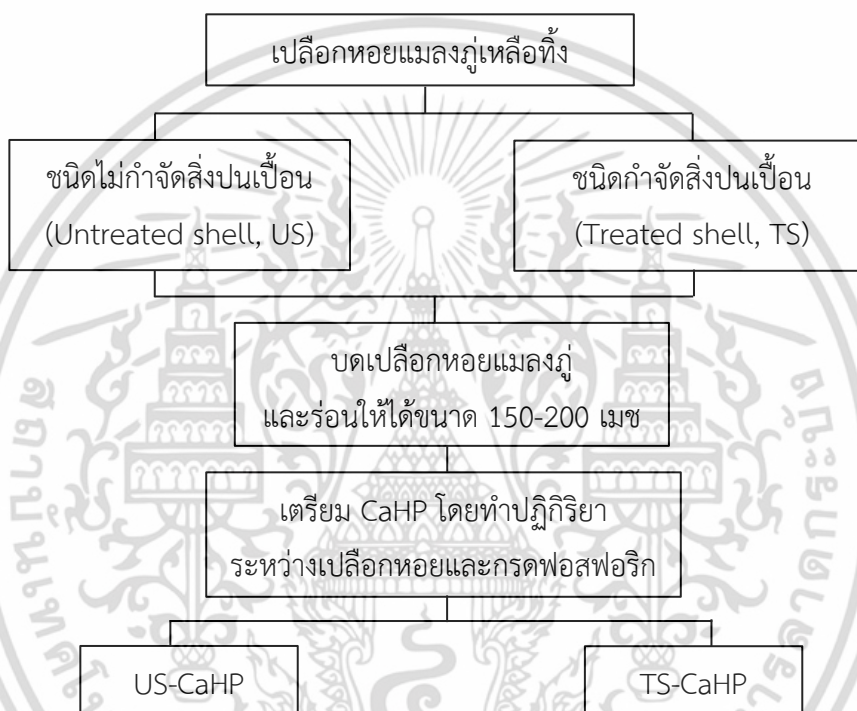 เปลือกหอยแมลงภู่เหลือทิ้ง
ชนิดไม่กำจัดสิ่งปนเปื้อน
(Untreated shell, US)
ชนิดกำจัดสิ่งปนเปื้อน
(Treated shell, TS)
บดเปลือกหอยแมลงภู่
และร่อนให้ได้ขนาด 150-200 เมช
เตรียม CaHP โดยทำปฏิกิริยา
ระหว่างเปลือกหอยและกรดฟอสฟอริก
US-CaHP
TS-CaHP